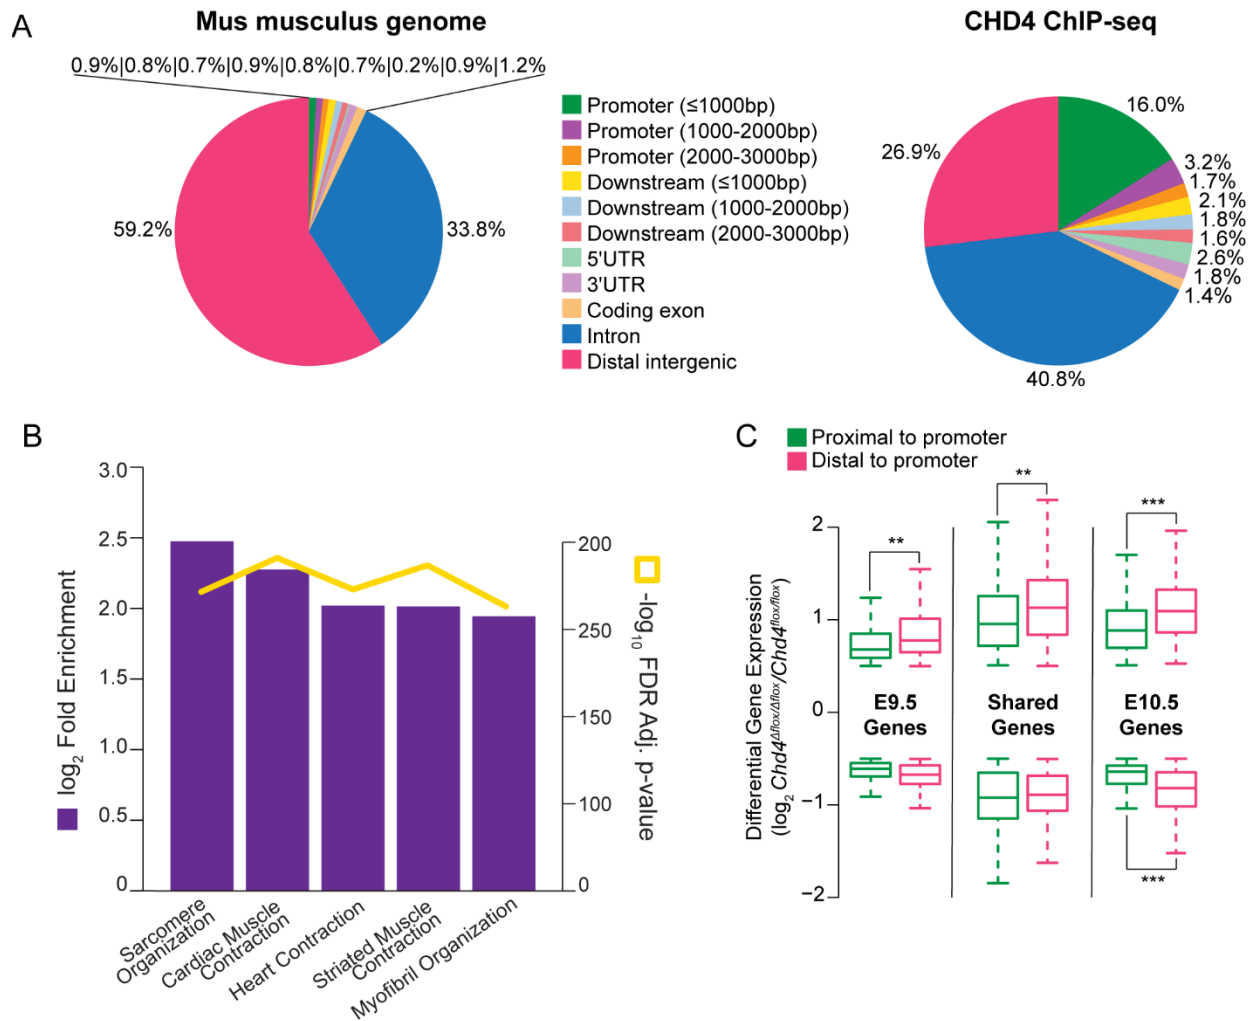 A
Mus musculus genome
CHD4 ChIP-seq
0.9%|0.8%|0.7%|0.9%|0.8%|0.7%|0.2%|0.9%|1.2%
59.2%
33.8%
Promoter (≤1000bp)
Promoter (1000-2000bp)
Promoter (2000-3000bp)
Downstream (≤1000bp)
Downstream (1000-2000bp)
Downstream (2000-3000bp)
5'UTR
3'UTR
Coding exon
Intron
Distal intergenic
16.0%
3.2%
1.7%
2.1%
1.8%
1.6%
2.6%
1.8%
1.4%
26.9%
40.8%
B
log2 Fold Enrichment
3.0
2.5
2.0
1.5
1.0
0.5
0
200
250
150
100
0
-log10 FDR Adj. p-value
Sarcomere
Organization
Cardiac Muscle
Contraction
Heart Contraction
Striated Muscle
Contraction
Myofibril Organization
C
Proximal to promoter
Distal to promoter
Differential Gene Expression
(log2 Chd4Δflox/Δflox/Chd4flox/flox)
2
1
0
−1
−2
**
**
***
E9.5
Genes
Shared
Genes
E10.5
Genes
***